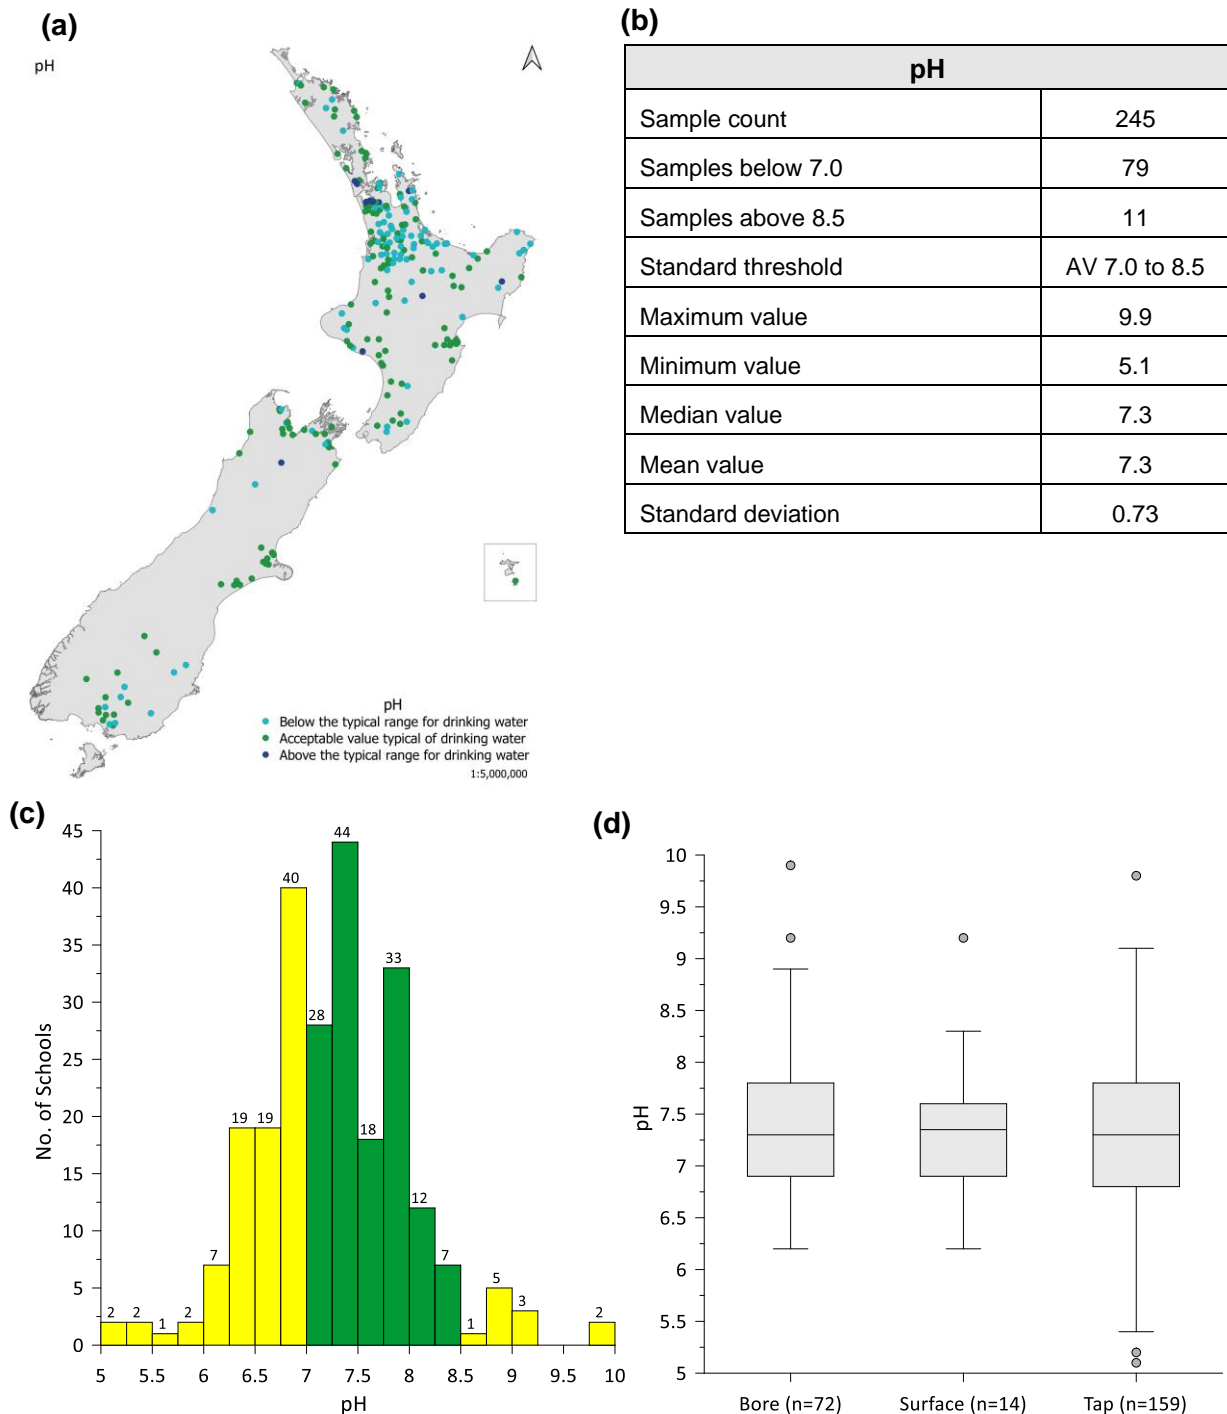 (a)
pH
pH
Below the typical range for drinking water
Acceptable value typical of drinking water
Above the typical range for drinking water
1:5,000,000
(b)
pH
Sample count 245
Samples below 7.0 79
Samples above 8.5 11
Standard threshold AV 7.0 to 8.5
Maximum value 9.9
Minimum value 5.1
Median value 7.3
Mean value 7.3
Standard deviation 0.73
(c)
No. of Schools
45
40
35
30
25
20
15
10
5
0
2 2 1 2 7 19 19 40 28 44 18 33 12 7 1 5 3 2
5 5.5 6 6.5 7 7.5 8 8.5 9 9.5 10
pH
(d)
pH
10
9.5
9
8.5
8
7.5
7
6.5
6
5.5
5
Bore (n=72) Surface (n=14) Tap (n=159)